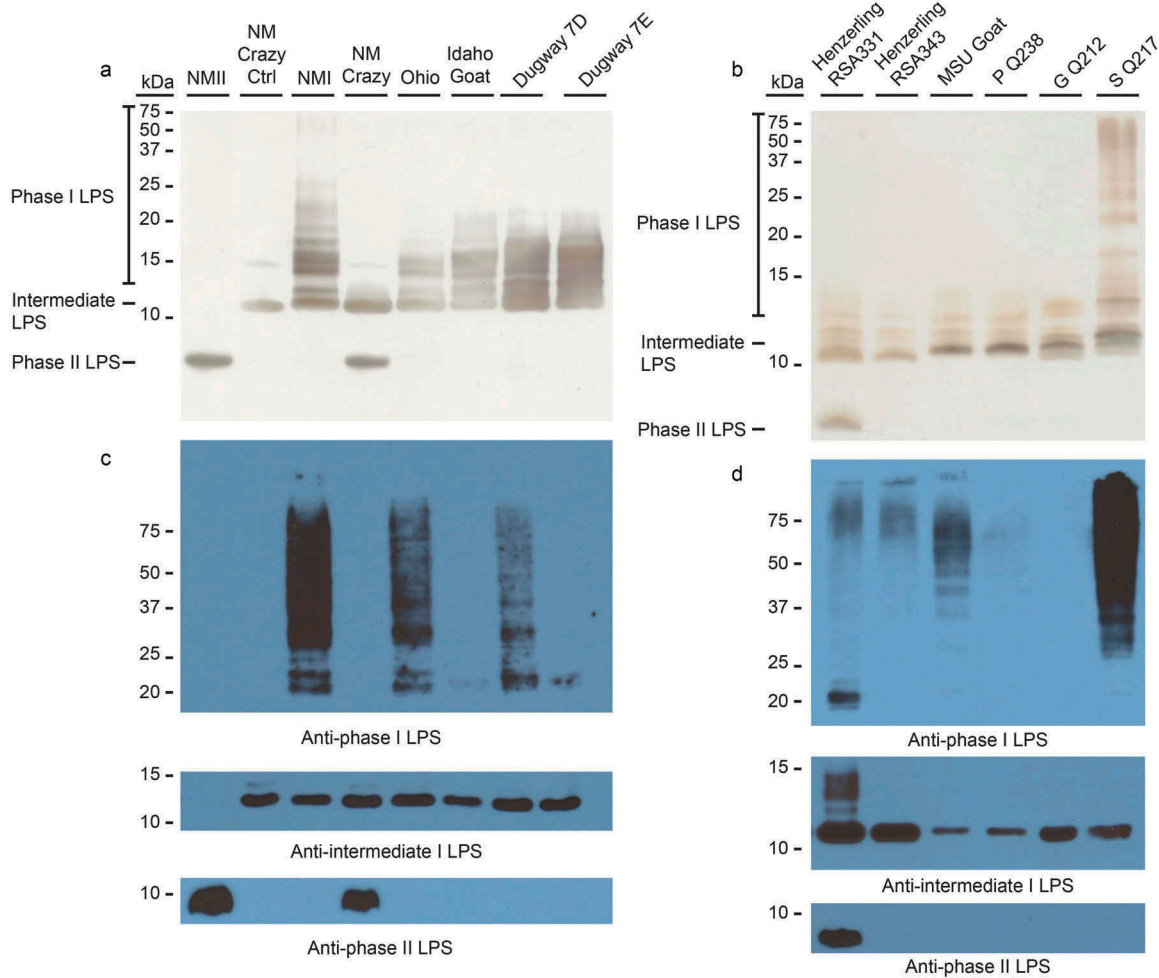 a
kDa
NMII
NM
Crazy
Ctrl
NMI
NM
Crazy
Ohio
Idaho
Goat
Dugway 7D
Dugway 7E
75
50
37
25
20
15
10
Phase I LPS
Intermediate
LPS
Phase II LPS
b
kDa
Henzerling
RSA331
Henzerling
RSA343
MSU Goat
P Q238
G Q212
S Q217
75
50
37
25
20
15
10
Phase I LPS
Intermediate
LPS
Phase II LPS
c
75
50
37
25
20
Anti-phase I LPS
15
10
Anti-intermediate I LPS
10
Anti-phase II LPS
d
75
50
37
25
20
Anti-phase I LPS
15
10
Anti-intermediate I LPS
10
Anti-phase II LPS